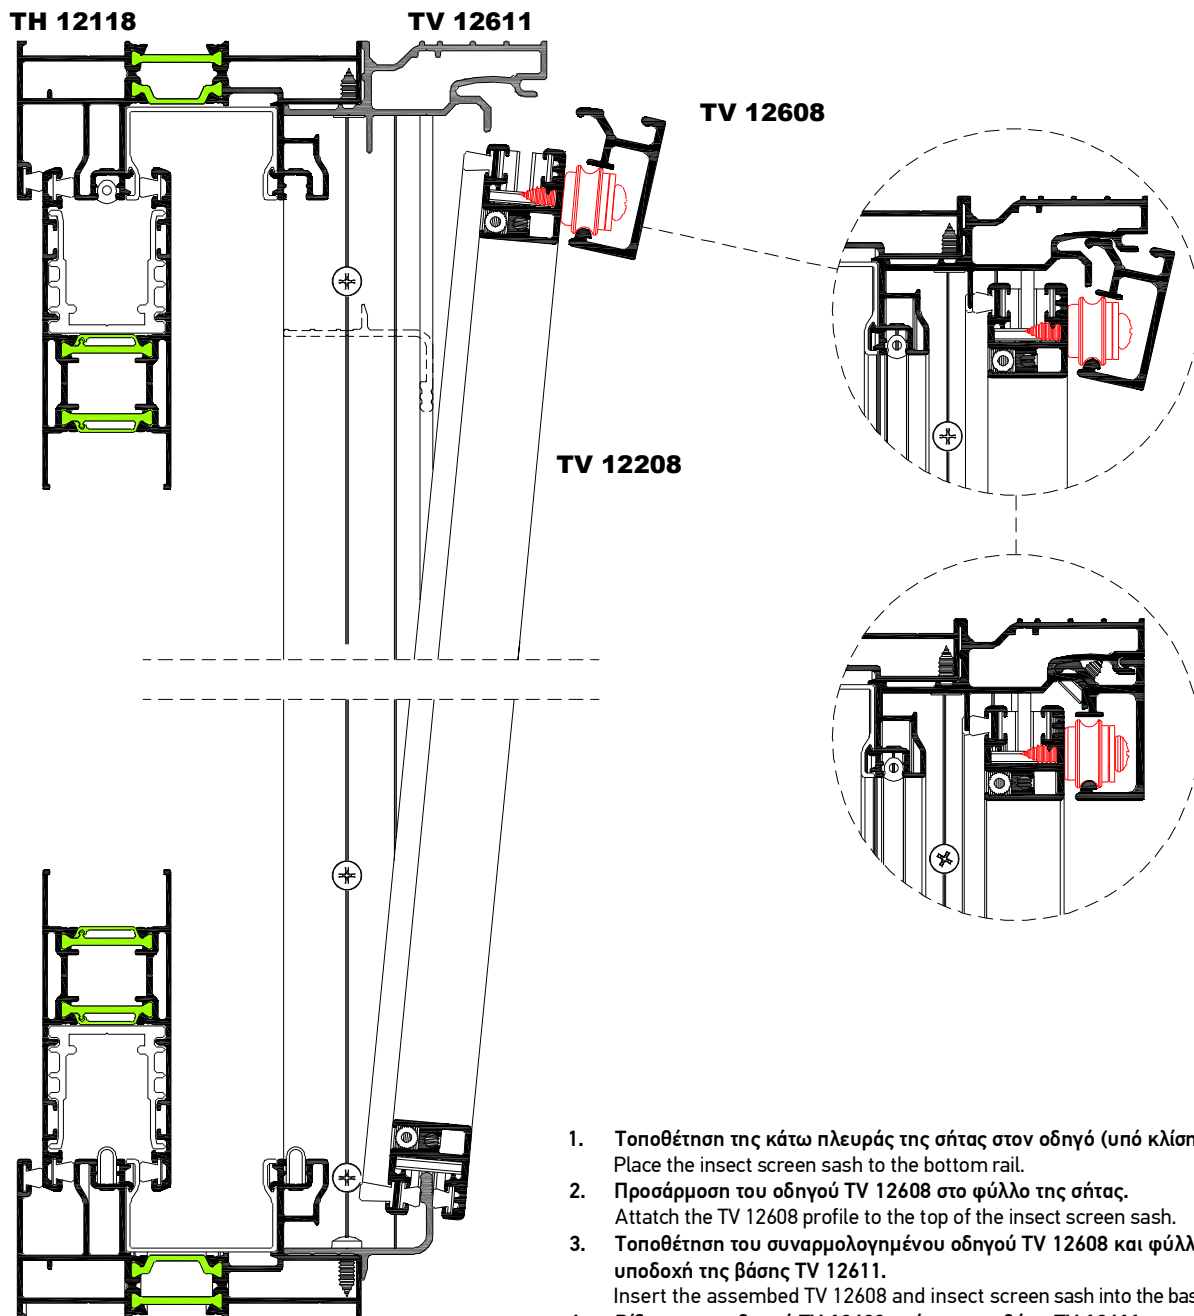 TH 12118
TV 12611
TV 12608
TV 12208
1. Τοποθέτηση της κάτω πλευράς της σήτας στον οδηγό (υπό κλίση
Place the insect screen sash to the bottom rail.
2. Προσάρμοση του οδηγού TV 12608 στο φύλλο της σήτας.
Attatch the TV 12608 profile to the top of the insect screen sash.
3. Τοποθέτηση του συναρμολογημένου οδηγού TV 12608 και φύλλ
υποδοχή της βάσης TV 12611.
Insert the assembed TV 12608 and insect screen sash into the bas